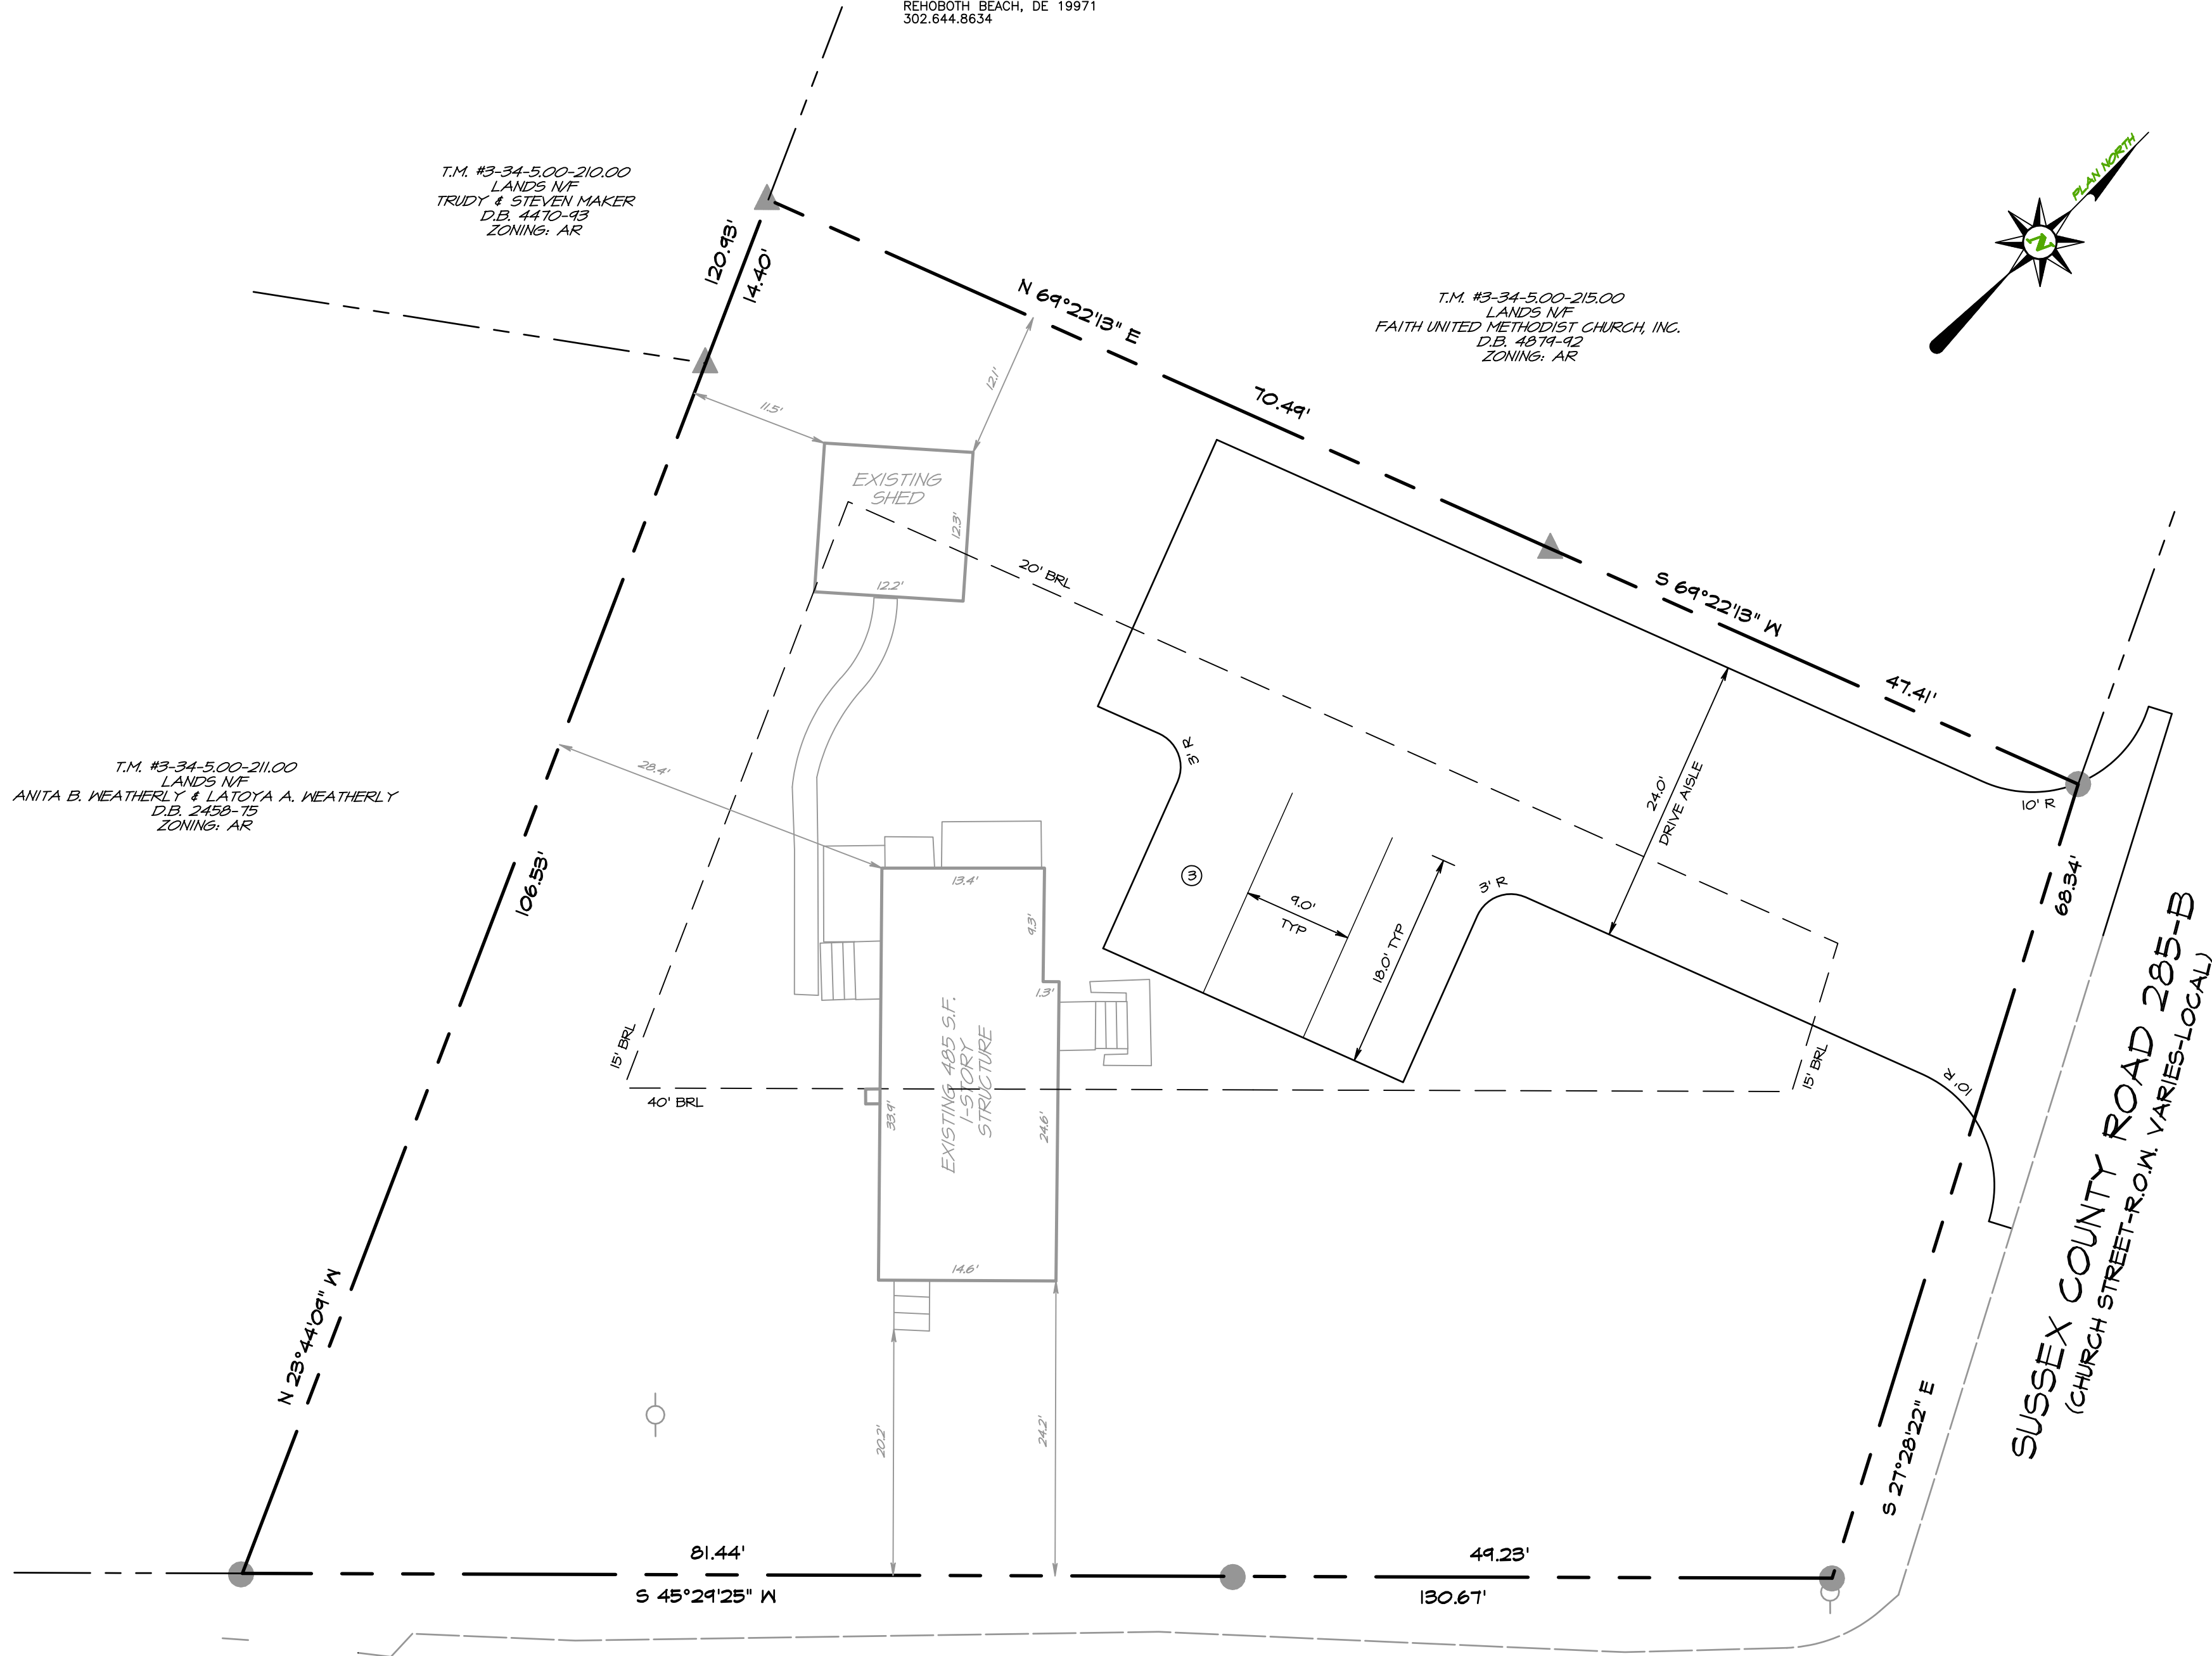 REHOBOTH BEACH, DE 19971
302.644.8634
PLAN NORTH
N
T.M. #3-34-5.00-210.00
LANDS N/F
TRUDY & STEVEN MAKER
D.B. 4470-93
ZONING: AR
120.93'
14.40'
N 69°22'13" E
T.M. #3-34-5.00-215.00
LANDS N/F
FAITH UNITED METHODIST CHURCH, INC.
D.B. 4879-92
ZONING: AR
12.1'
11.5'
70.49'
EXISTING
SHED
12.3'
12.2'
20' BRL
S 69°22'13" W
47.41'
T.M. #3-34-5.00-211.00
LANDS N/F
ANITA B. WEATHERLY & LATOYA A. WEATHERLY
D.B. 2458-75
ZONING: AR
28.4'
3' R
24.0'
DRIVE AISLE
10' R
106.53'
13.4'
9.3'
3
9.0'
TYP
3' R
18.0' TYP
68.34'
1.3'
EXISTING 485 S.F.
1-STORY
STRUCTURE
15' BRL
40' BRL
33.9'
24.6'
15' BRL
10' R
SUSSEX COUNTY ROAD 285-B
(CHURCH STREET-R.O.W. VARIES-LOCAL)
14.6'
N 23°44'09" W
20.2'
24.2'
S 27°28'22" E
81.44'
49.23'
S 45°29'25" W
130.67'